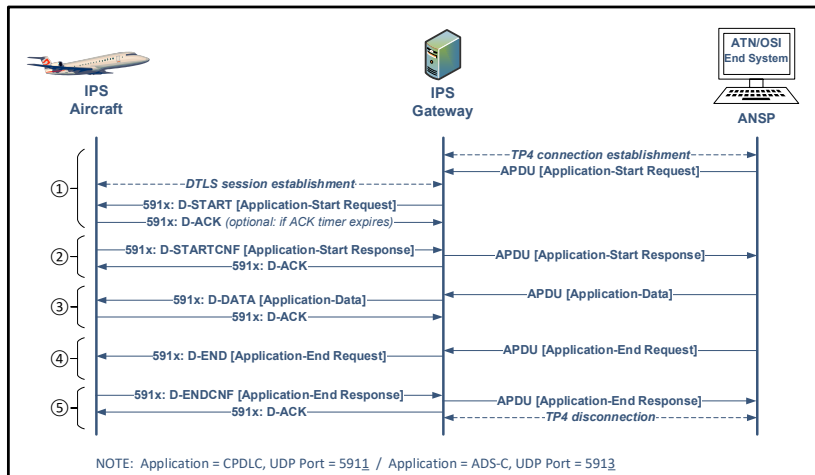 ATN/OSI
End System
IPS
Aircraft
IPS
Gateway
ANSP
①
TP4 connection establishment
APDU [Application-Start Request]
DTLS session establishment
591x: D-START [Application-Start Request]
591x: D-ACK (optional: if ACK timer expires)
②
591x: D-STARTCNF [Application-Start Response]
APDU [Application-Start Response]
591x: D-ACK
③
591x: D-DATA [Application-Data]
APDU [Application-Data]
591x: D-ACK
④
591x: D-END [Application-End Request]
APDU [Application-End Request]
⑤
591x: D-ENDCNF [Application-End Response]
APDU [Application-End Response]
591x: D-ACK
TP4 disconnection
NOTE: Application = CPDLC, UDP Port = 5911 / Application = ADS-C, UDP Port = 5913